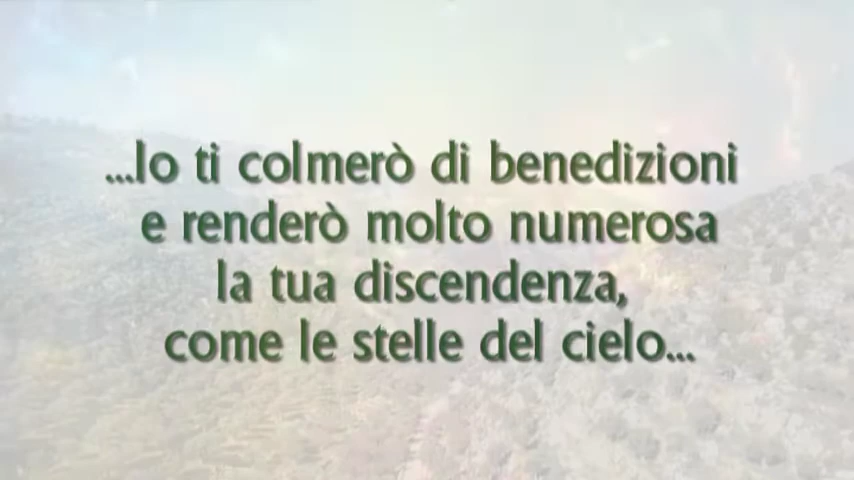 ...Io ti colmerò di benedizioni
e renderò molto numerosa
la tua discendenza,
come le stelle del cielo...